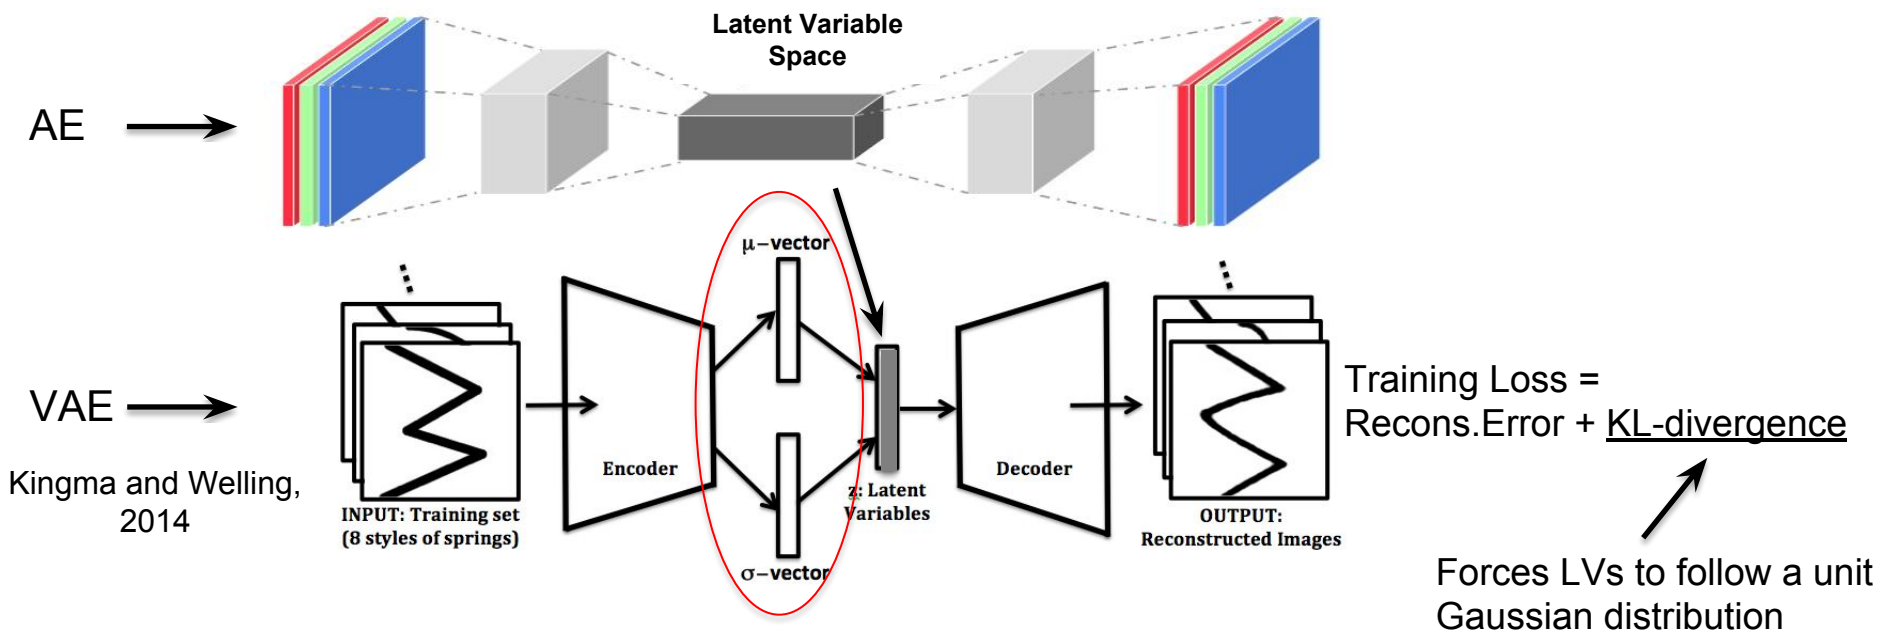 Latent Variable
Space
AE
μ-vector
VAE
Encoder
Decoder
Training Loss =
Recons.Error + KL-divergence
Kingma and Welling,
2014
z: Latent
Variables
INPUT: Training set
(8 styles of springs)
OUTPUT:
Reconstructed Images
σ-vector
Forces LVs to follow a unit
Gaussian distribution